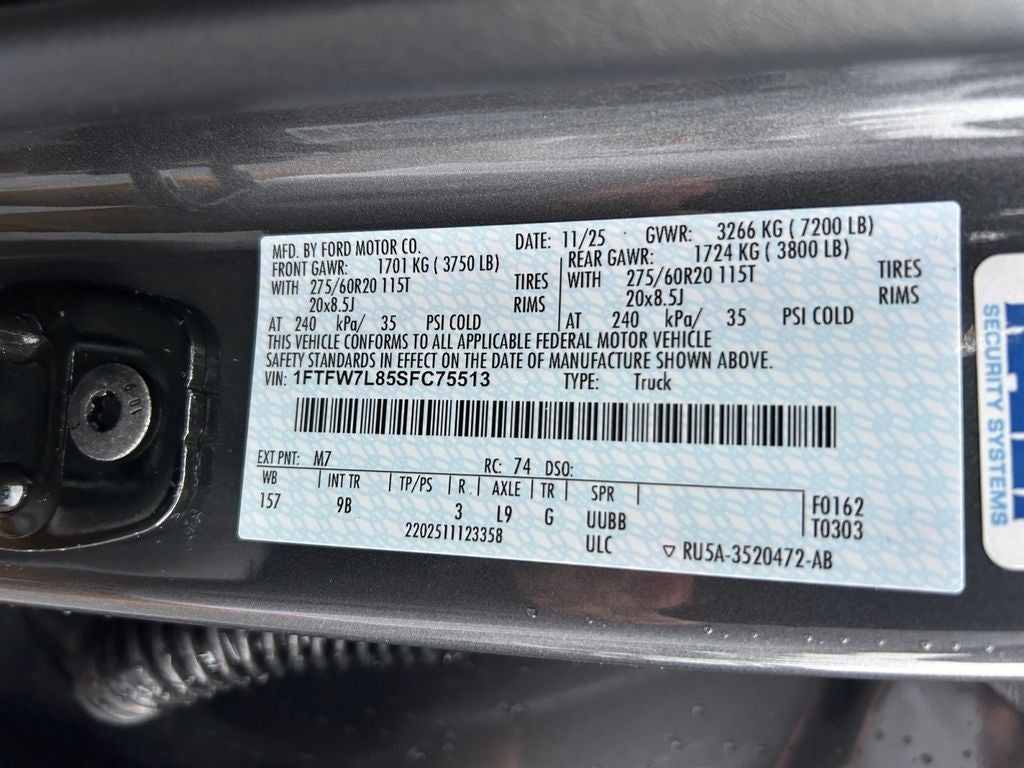 MFD. BY FORD MOTOR CO. DATE: 11/25 GVWR: 3266 KG ( 7200 LB)
FRONT GAWR: 1701 KG ( 3750 LB) REAR GAWR: 1724 KG ( 3800 LB)
WITH 275/60R20 115T TIRES WITH 275/60R20 115T TIRES
20x8.5J RIMS 20x8.5J RIMS
AT 240 kPa/ 35 PSI COLD AT 240 kPa/ 35 PSI COLD
THIS VEHICLE CONFORMS TO ALL APPLICABLE FEDERAL MOTOR VEHICLE
SAFETY STANDARDS IN EFFECT ON THE DATE OF MANUFACTURE SHOWN ABOVE.
VIN: 1FTFW7L85SFC75513 TYPE: Truck
EXT PNT: M7 RC: 74 DSO:
WB INT TR TP/PS R AXLE TR SPR
157 9B 3 L9 G UUBB F0162
2202511123358 ULC T0303
RU5A-3520472-AB
SECURITY SYSTEMS